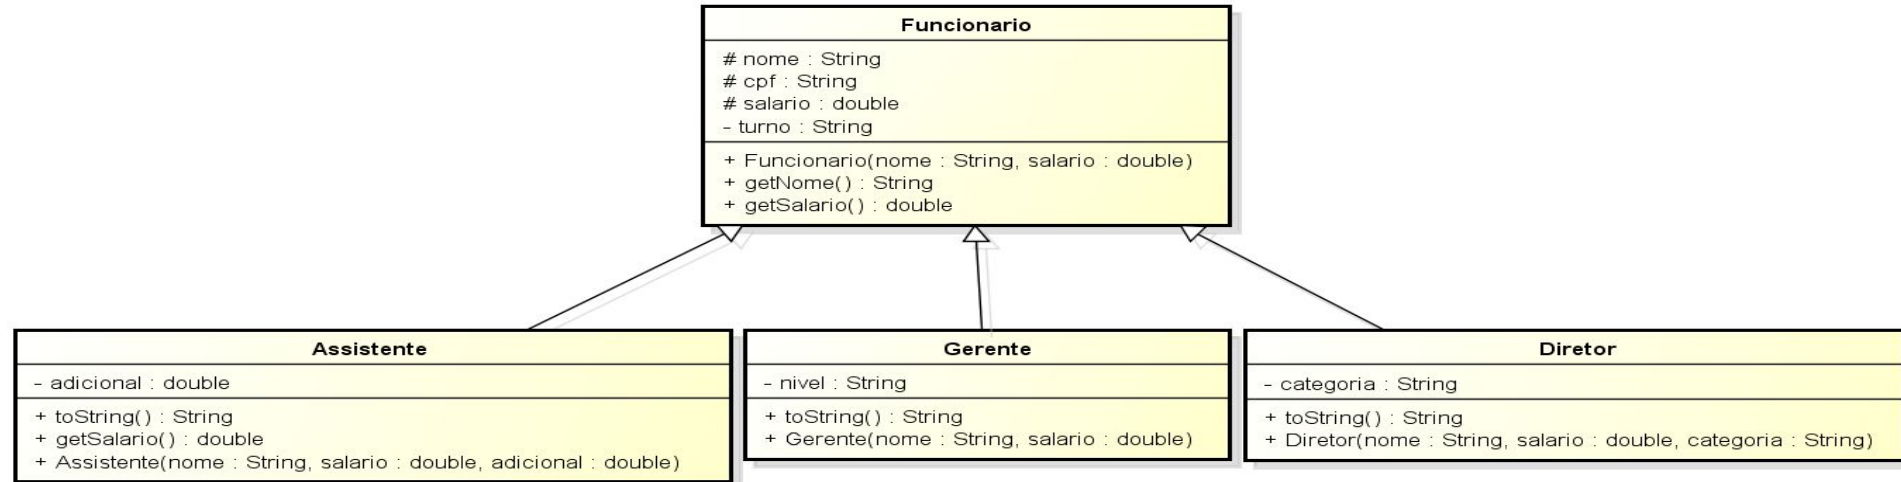 Funcionario
# nome : String
# cpf : String
# salario : double
- turno : String
+ Funcionario(nome : String, salario : double)
+ getNome() : String
+ getSalario() : double
Assistente
- adicional : double
+ toString() : String
+ getSalario() : double
+ Assistente(nome : String, salario : double, adicional : double)
Gerente
- nivel : String
+ toString() : String
+ Gerente(nome : String, salario : double)
Diretor
- categoria : String
+ toString() : String
+ Diretor(nome : String, salario : double, categoria : String)